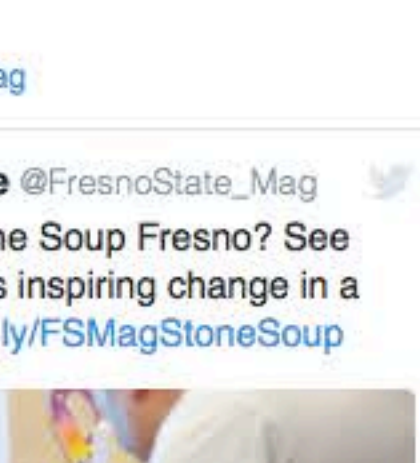 ag
e @FresnoState_Mag
ne Soup Fresno? See
s inspiring change in a
ly/FSMagStoneSoup